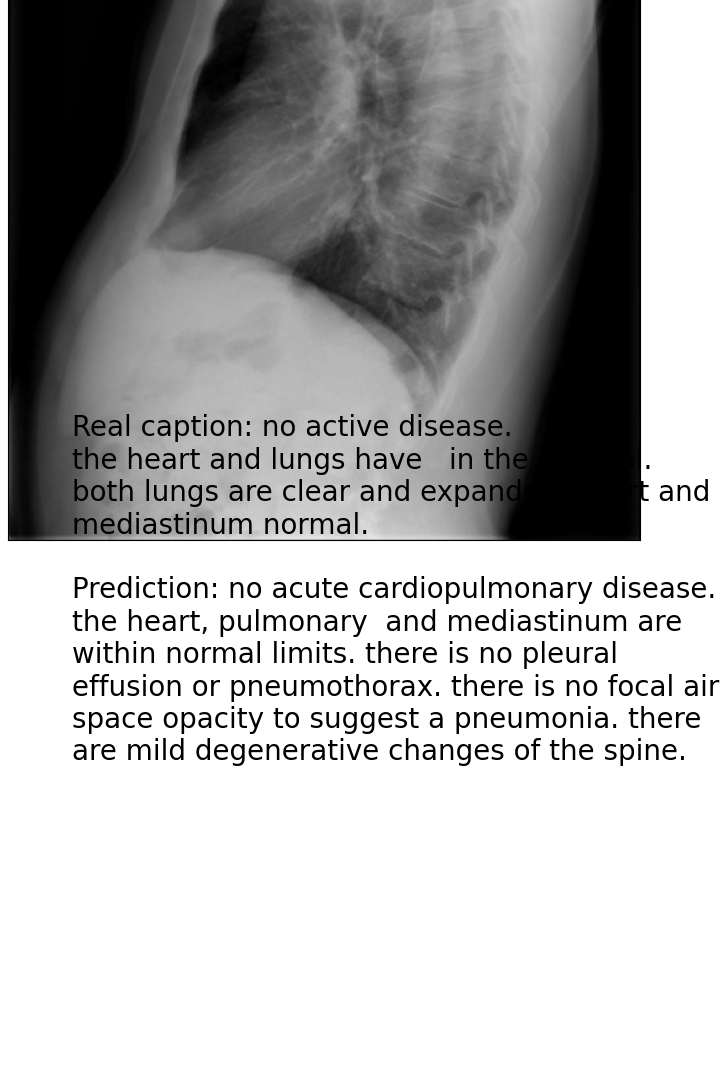 Real caption: no active disease.
the heart and lungs have in the .
both lungs are clear and expand t and
mediastinum normal.
Prediction: no acute cardiopulmonary disease.
the heart, pulmonary and mediastinum are
within normal limits. there is no pleural
effusion or pneumothorax. there is no focal air
space opacity to suggest a pneumonia. there
are mild degenerative changes of the spine.